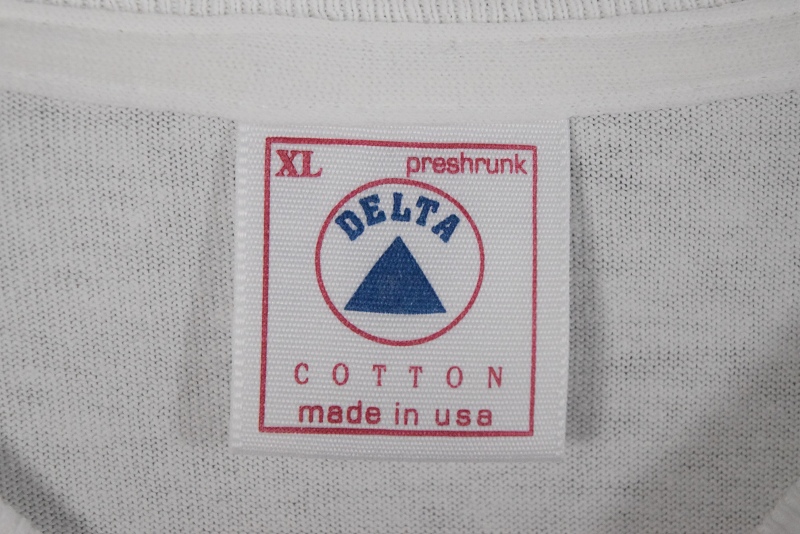 XL preshrunk
DELTA
COTTON
made in usa